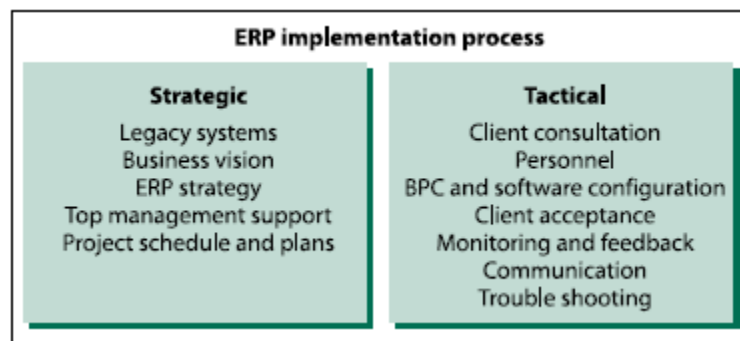 ERP implementation process
Strategic
Legacy systems
Business vision
ERP strategy
Top management support
Project schedule and plans
Tactical
Client consultation
Personnel
BPC and software configuration
Client acceptance
Monitoring and feedback
Communication
Trouble shooting